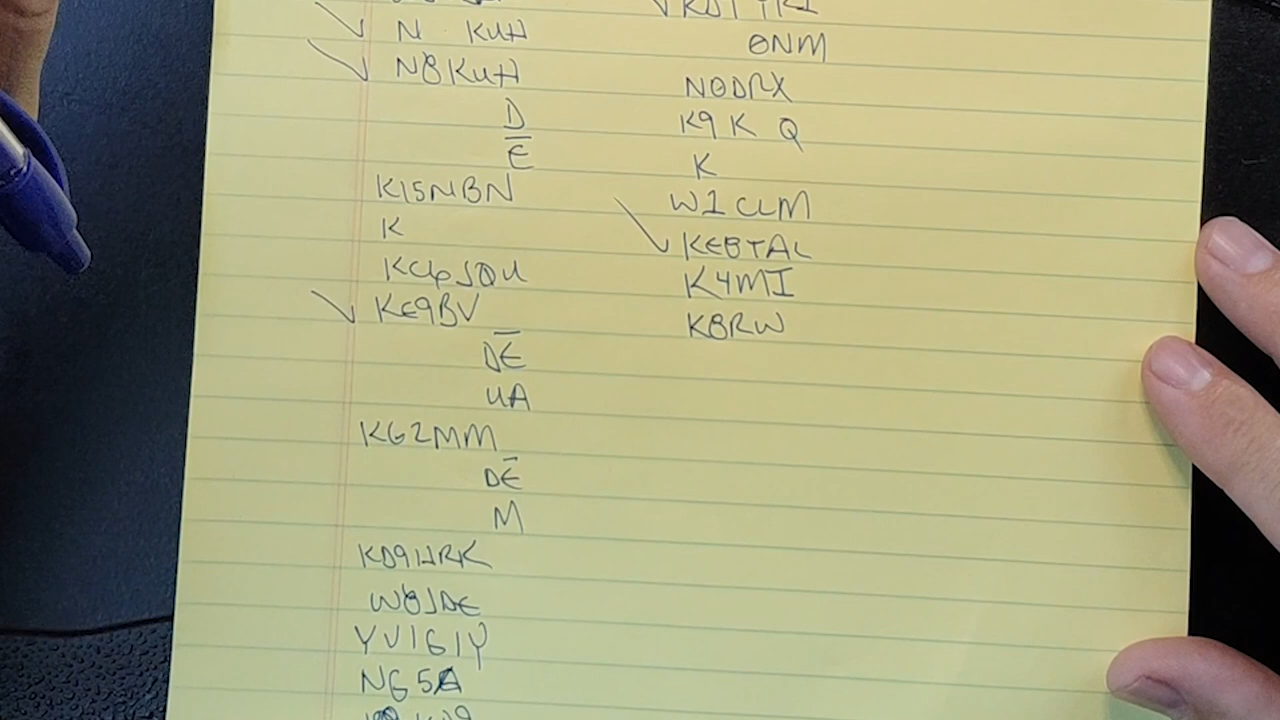 N KUH
N8KUH
D
E
KI5NBN
K
KC4JQU
KE9BV
DE
UA
KG2MM
DE
M
KD9HRK
W8JDE
YV1GIY
NG5A
0NM
N0DRX
K9K Q
K
W1CLM
KE8TAL
K4MI
K8RW